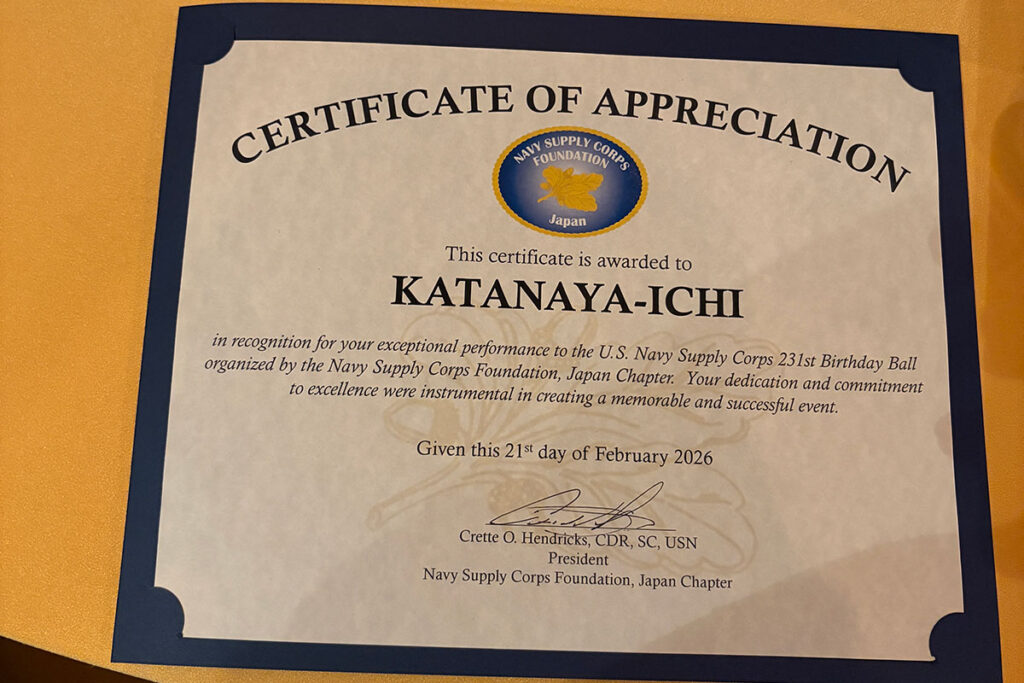 CERTIFICATE OF APPRECIATION
NAVY SUPPLY CORPS
FOUNDATION
Japan
This certificate is awarded to
KATANAYA-ICHI
in recognition for your exceptional performance to the U.S. Navy Supply Corps 231st Birthday Ball
organized by the Navy Supply Corps Foundation, Japan Chapter. Your dedication and commitment
to excellence were instrumental in creating a memorable and successful event.
Given this 21st day of February 2026
Crette O. Hendricks, CDR, SC, USN
President
Navy Supply Corps Foundation, Japan Chapter